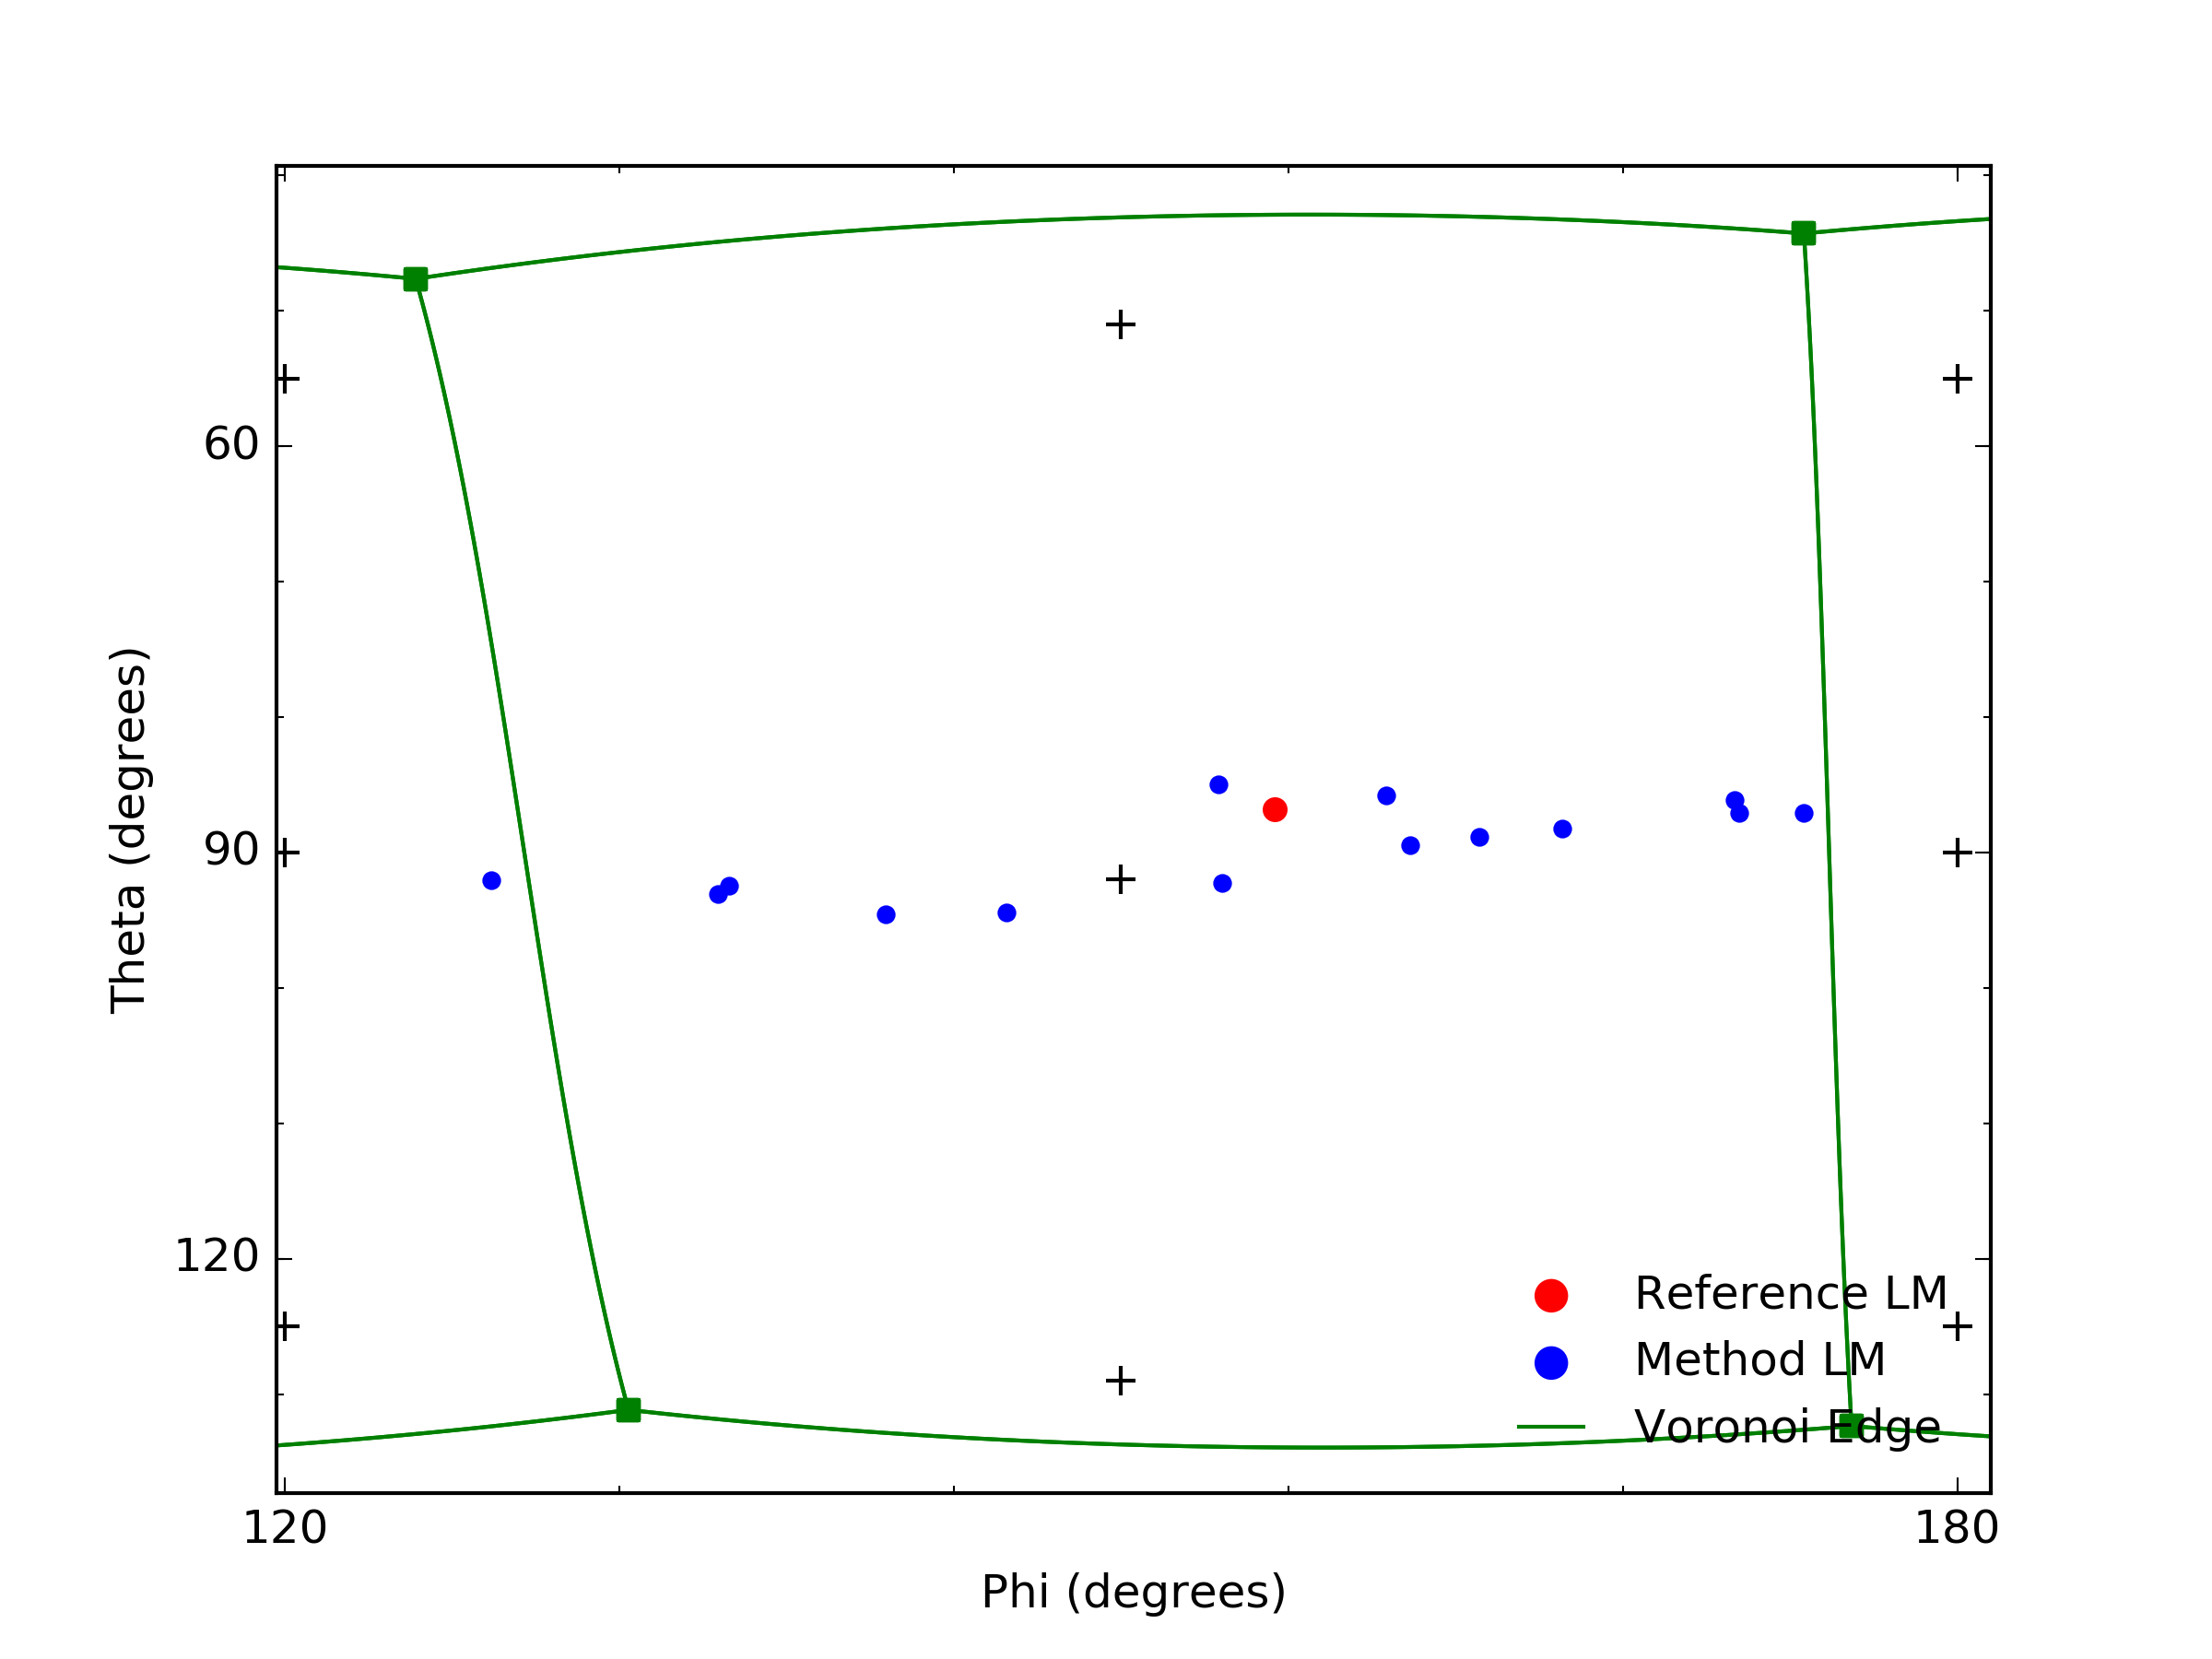 60
90
120
Theta (degrees)
120
180
Phi (degrees)
Reference LM
Method LM
Voronoi Edge